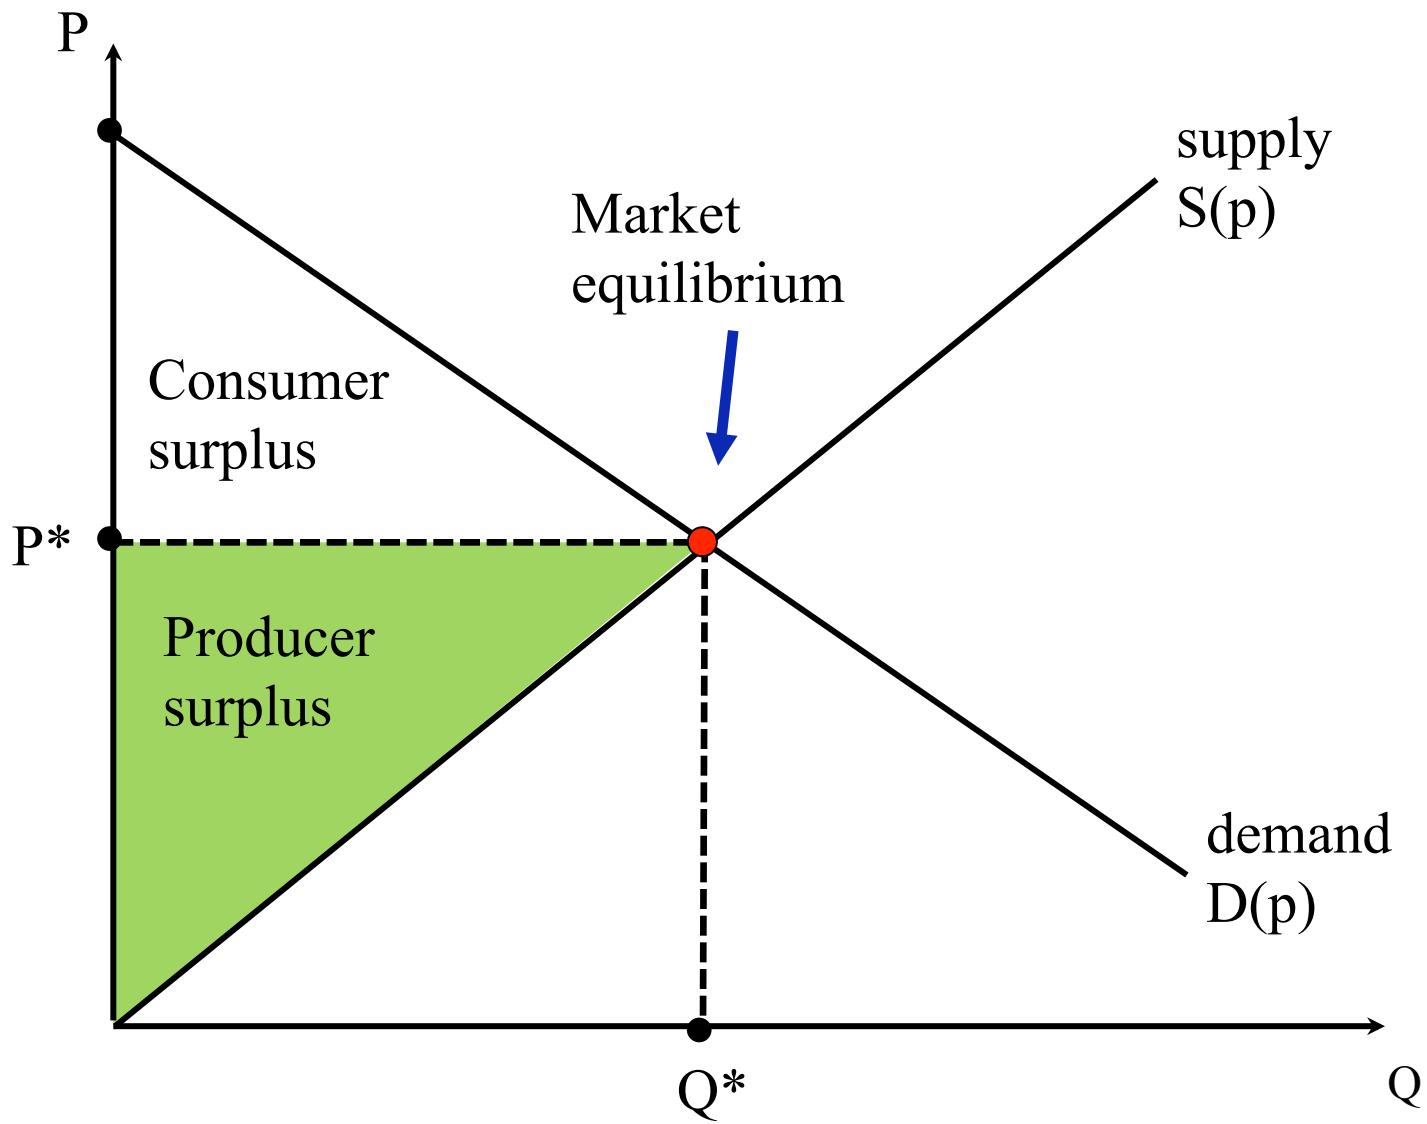 P
supply
S(p)
Market
equilibrium
Consumer
surplus
P*
Producer
surplus
demand
D(p)
Q*
Q